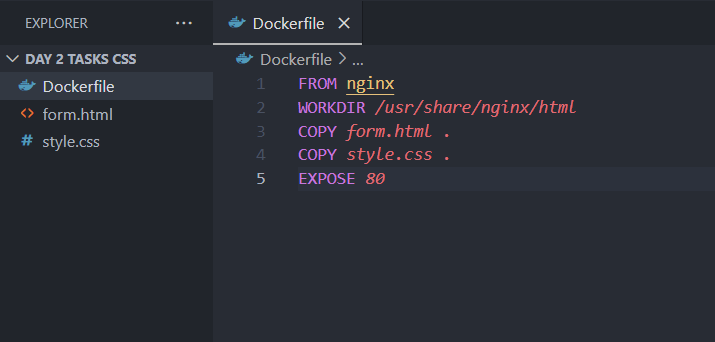 EXPLORER ...
DAY 2 TASKS CSS
Dockerfile
form.html
style.css
Dockerfile
Dockerfile > ...
1 FROM nginx
2 WORKDIR /usr/share/nginx/html
3 COPY form.html .
4 COPY style.css .
5 EXPOSE 80